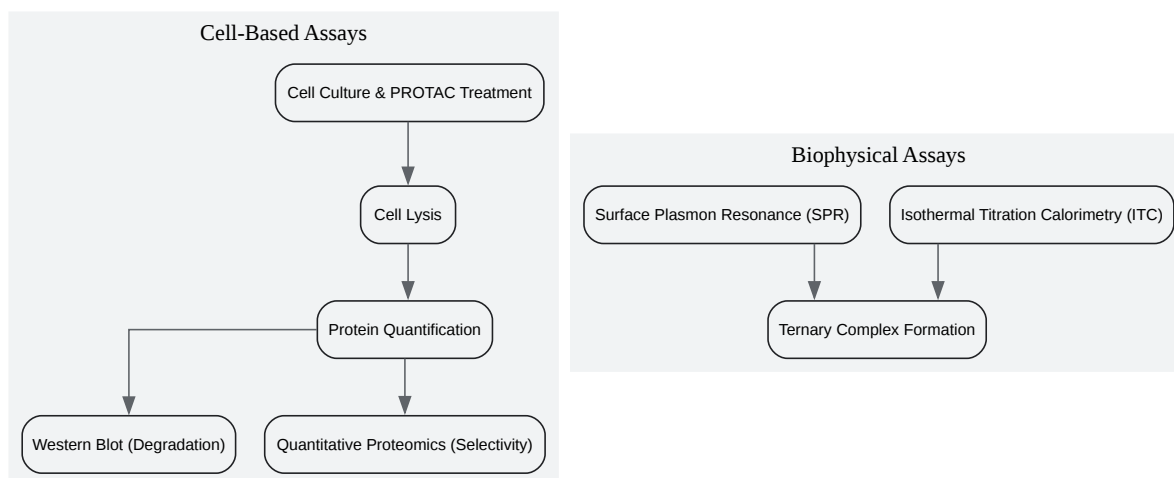 Cell-Based Assays
Cell Culture & PROTAC Treatment
Cell Lysis
Protein Quantification
Western Blot (Degradation)
Quantitative Proteomics (Selectivity)
Biophysical Assays
Surface Plasmon Resonance (SPR)
Isothermal Titration Calorimetry (ITC)
Ternary Complex Formation